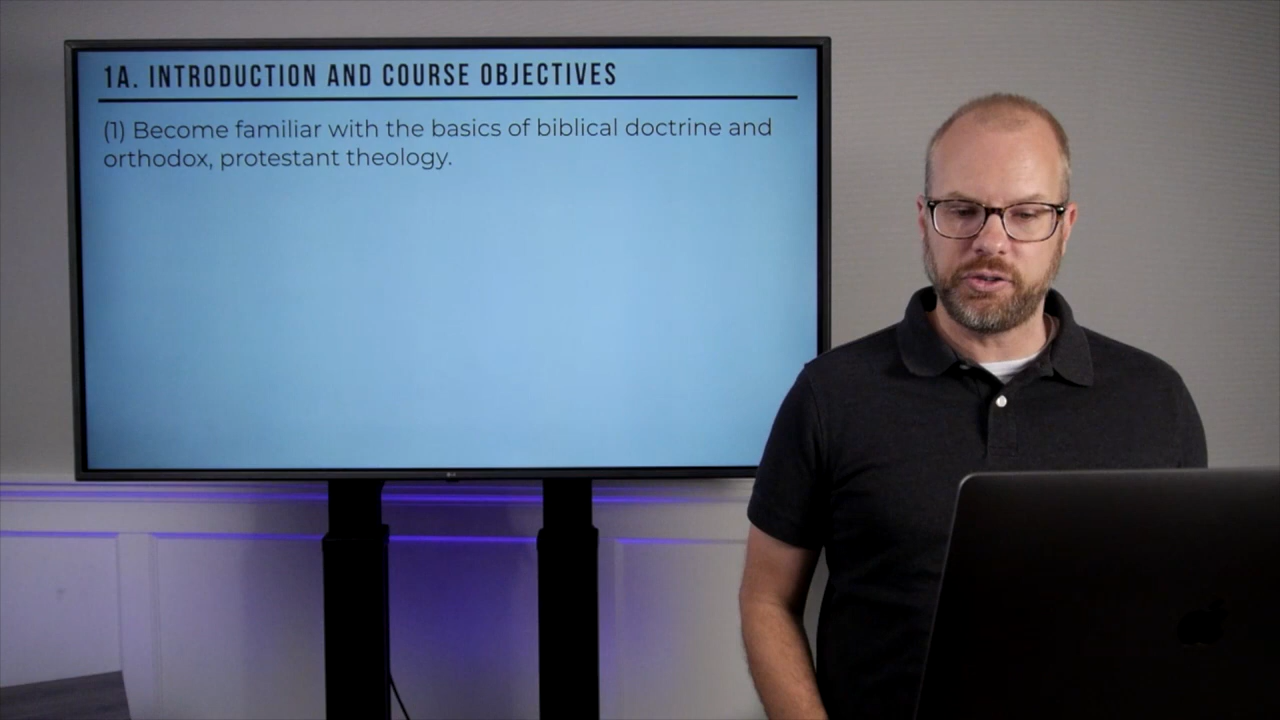 1A. INTRODUCTION AND COURSE OBJECTIVES
(1) Become familiar with the basics of biblical doctrine and
orthodox, protestant theology.